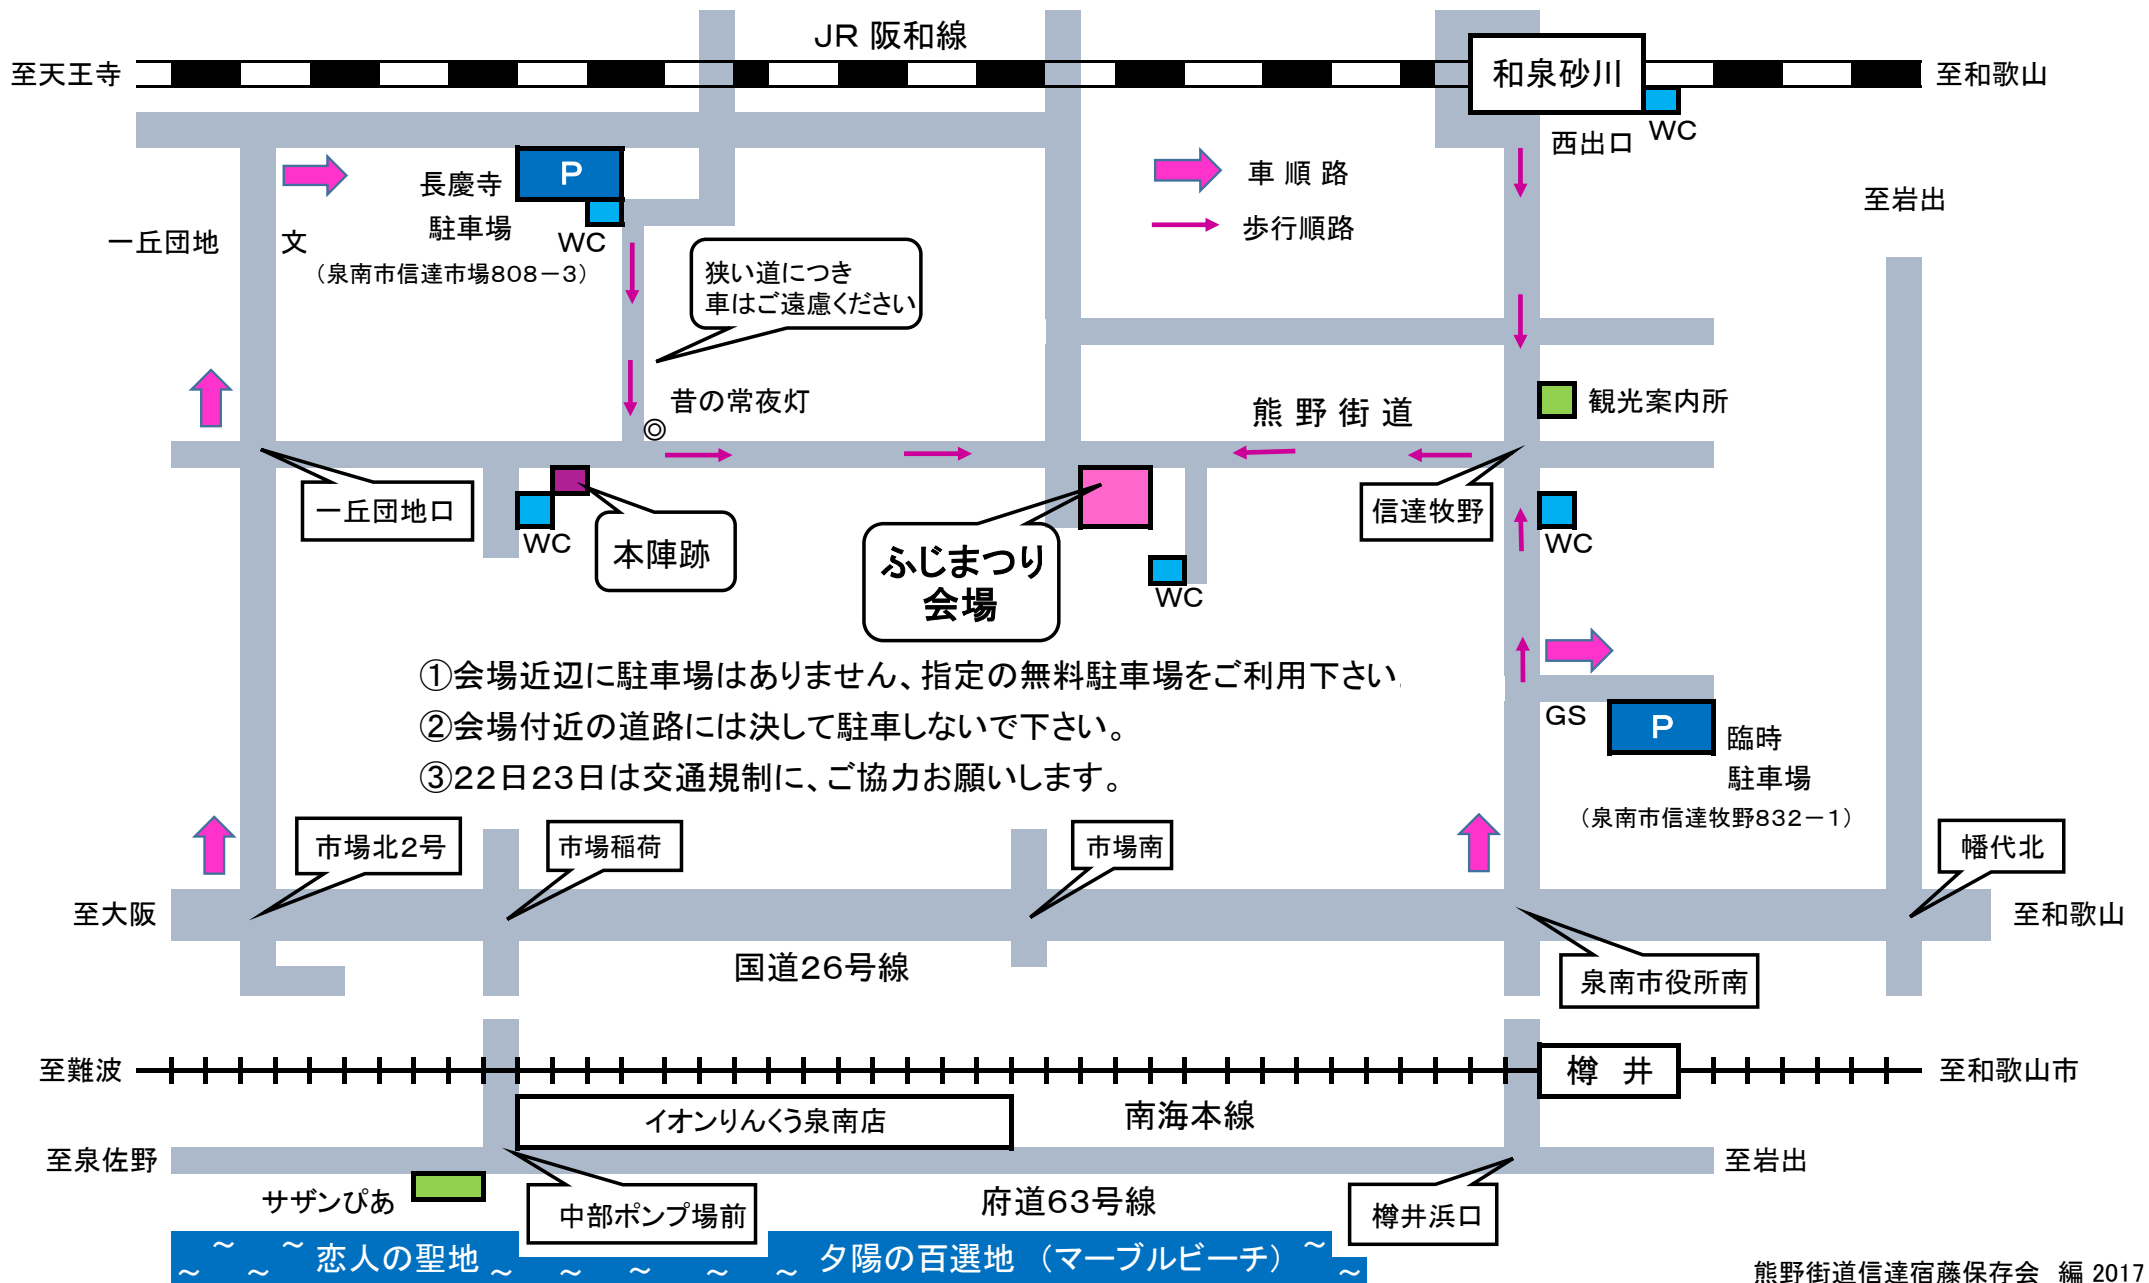 JR 阪和線
至天王寺
和泉砂川
至和歌山
WC
西出口
長慶寺
P
駐車場
WC
(泉南市信達市場808-3)
車 順 路
歩行順路
至岩出
一丘団地
文
狭い道につき
車はご遠慮ください
昔の常夜灯
◎
熊 野 街 道
観光案内所
一丘団地口
WC
本陣跡
ふじまつり
会場
WC
信達牧野
WC
①会場近辺に駐車場はありません、指定の無料駐車場をご利用下さい
②会場付近の道路には決して駐車しないで下さい。
③22日23日は交通規制に、ご協力お願いします。
GS
P
臨時
駐車場
(泉南市信達牧野832-1)
市場北2号
市場稲荷
市場南
幡代北
至大阪
至和歌山
国道26号線
泉南市役所南
至難波
樽 井
至和歌山市
イオンりんくう泉南店
南海本線
至泉佐野
至岩出
サザンぴあ
中部ポンプ場前
府道63号線
樽井浜口
~ ~ 恋人の聖地 夕陽の百選地 (マーブルビーチ) ~
~ ~ ~ ~ ~ ~ ~ ~
熊野街道信達宿藤保存会 編 2017